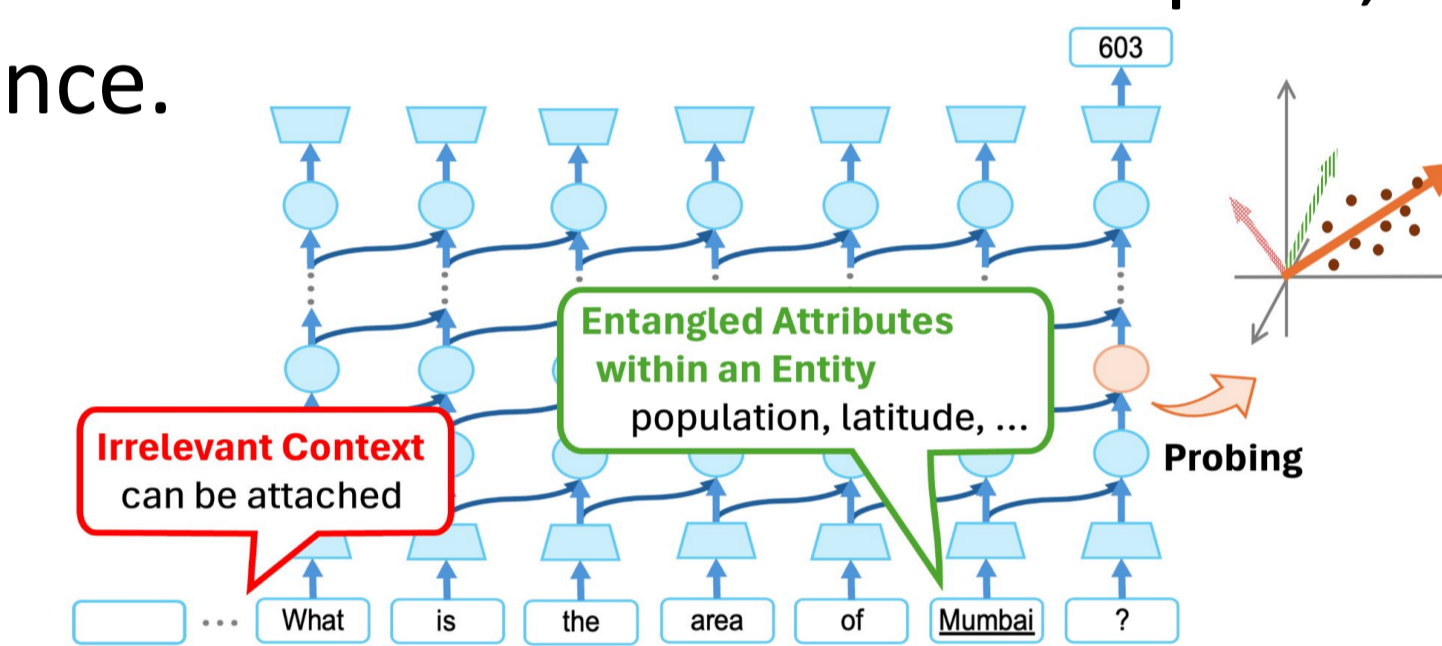 nce.
603
Entangled Attributes
within an Entity
population, latitude, ...
Irrelevant Context
can be attached
Probing
... What is the area of Mumbai ?